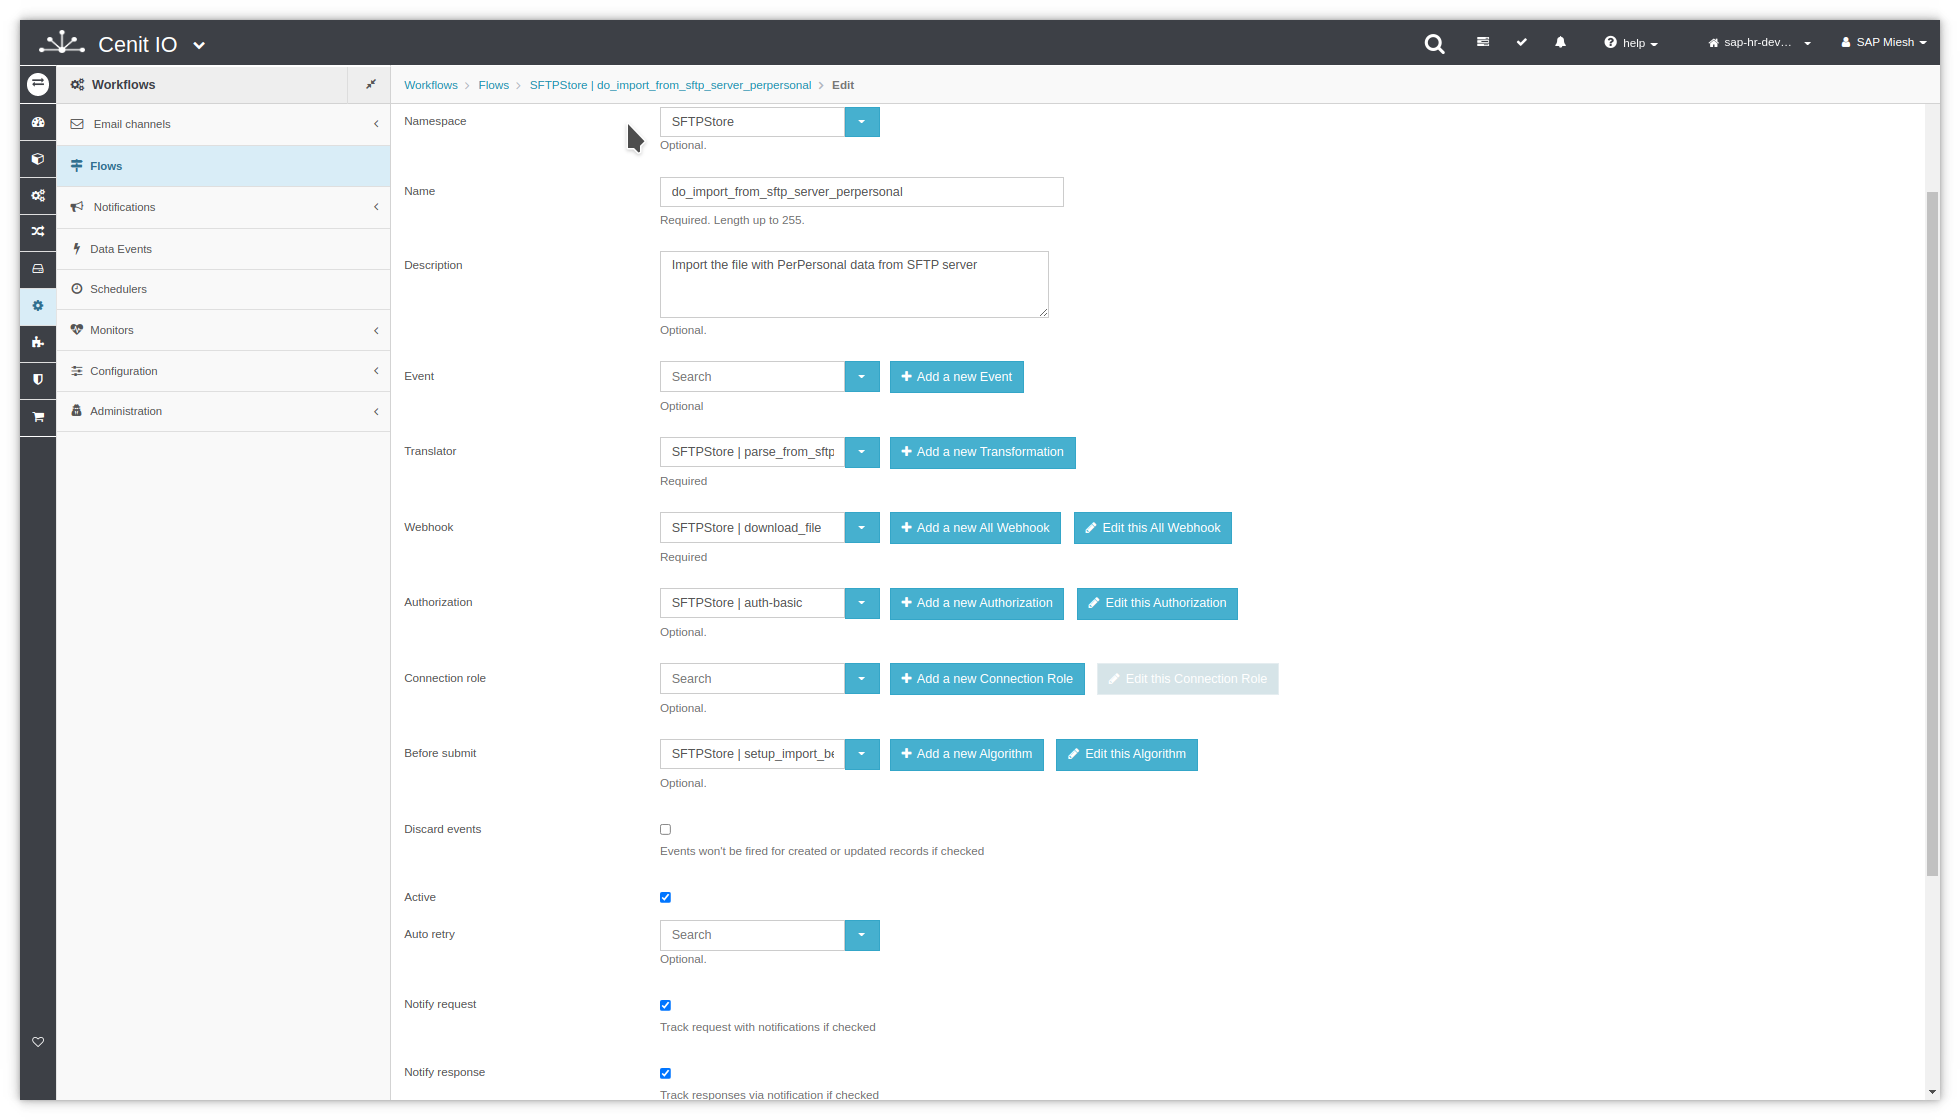 Cenit IO
help
sap-hr-dev...
SAP Miesh
Workflows
Workflows
Flows
SFTPStore | do_import_from_sftp_server_perpersonal
Edit
Email channels
Flows
Notifications
Data Events
Schedulers
Monitors
Configuration
Administration
Namespace
SFTPStore
Optional.
Name
do_import_from_sftp_server_perpersonal
Required. Length up to 255.
Description
Import the file with PerPersonal data from SFTP server
Optional.
Event
Search
Add a new Event
Optional
Translator
SFTPStore | parse_from_sftp
Add a new Transformation
Required
Webhook
SFTPStore | download_file
Add a new All Webhook
Edit this All Webhook
Required
Authorization
SFTPStore | auth-basic
Add a new Authorization
Edit this Authorization
Optional.
Connection role
Search
Add a new Connection Role
Edit this Connection Role
Optional.
Before submit
SFTPStore | setup_import_be
Add a new Algorithm
Edit this Algorithm
Optional.
Discard events
Events won't be fired for created or updated records if checked
Active
Auto retry
Search
Optional.
Notify request
Track request with notifications if checked
Notify response
Track responses via notification if checked